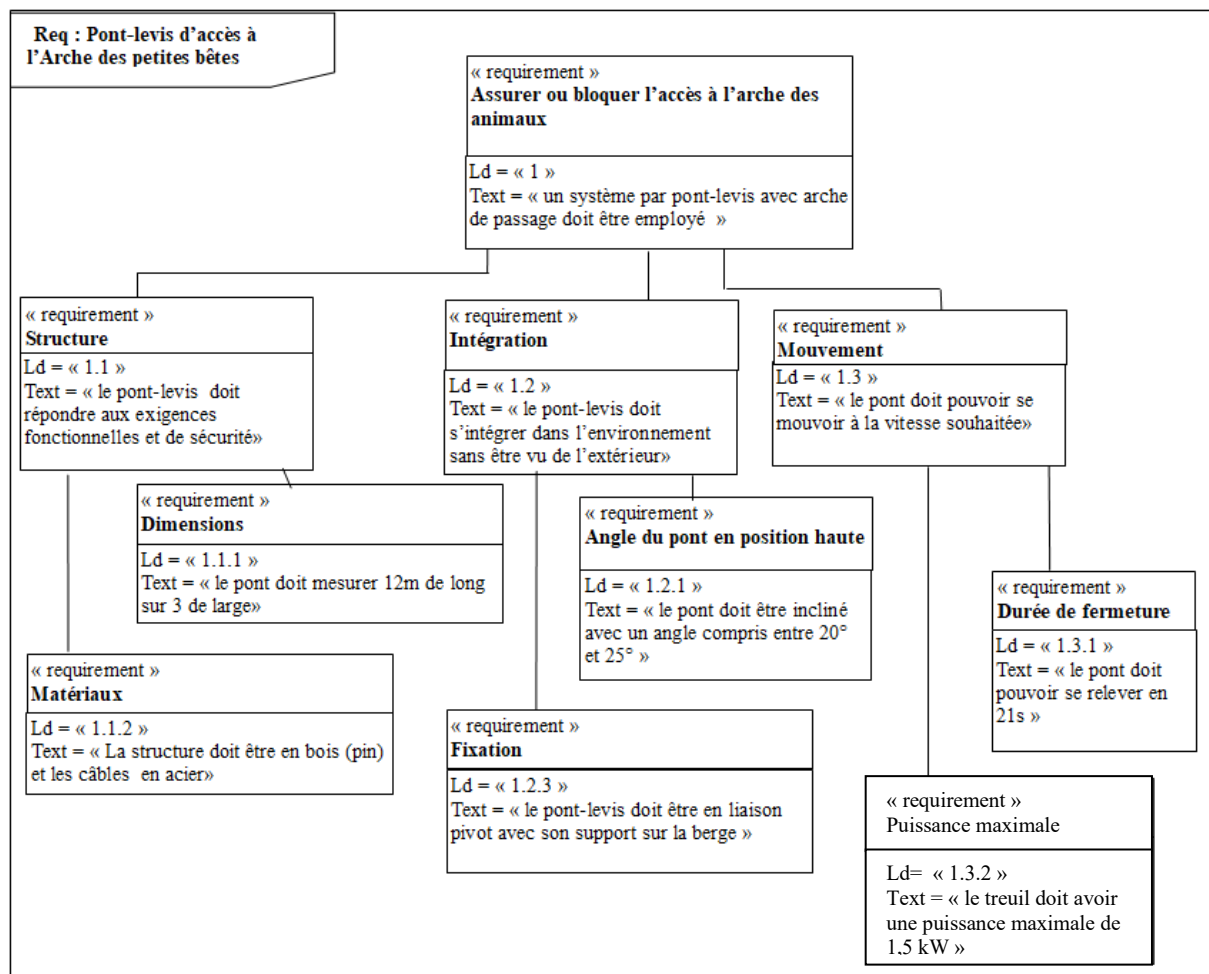 Req : Pont-levis d’accès à
l’Arche des petites bêtes
« requirement »
Assurer ou bloquer l’accès à l’arche des
animaux
Ld = « 1 »
Text = « un système par pont-levis avec arche
de passage doit être employé  »
« requirement »
Structure
Ld = « 1.1 »
Text = « le pont-levis  doit
répondre aux exigences
fonctionnelles et de sécurité»
« requirement »
Intégration
Ld = « 1.2 »
Text = « le pont-levis doit
s’intégrer dans l’environnement
sans être vu de l’extérieur»
« requirement »
Mouvement
Ld = « 1.3 »
Text = « le pont doit pouvoir se
mouvoir à la vitesse souhaitée»
« requirement »
Dimensions
Ld = « 1.1.1 »
Text = « le pont doit mesurer 12m de long
sur 3 de large»
« requirement »
Angle du pont en position haute
Ld = « 1.2.1 »
Text = « le pont doit être incliné
avec un angle compris entre 20°
et 25° »
« requirement »
Durée de fermeture
Ld = « 1.3.1 »
Text = « le pont doit
pouvoir se relever en
21s »
« requirement »
Matériaux
Ld = « 1.1.2 »
Text = « La structure doit être en bois (pin)
et les câbles  en acier»
« requirement »
Fixation
Ld = « 1.2.3 »
Text = « le pont-levis doit être en liaison
pivot avec son support sur la berge »
« requirement »
Puissance maximale
Ld=  « 1.3.2 »
Text = « le treuil doit avoir
une puissance maximale de
1,5 kW »